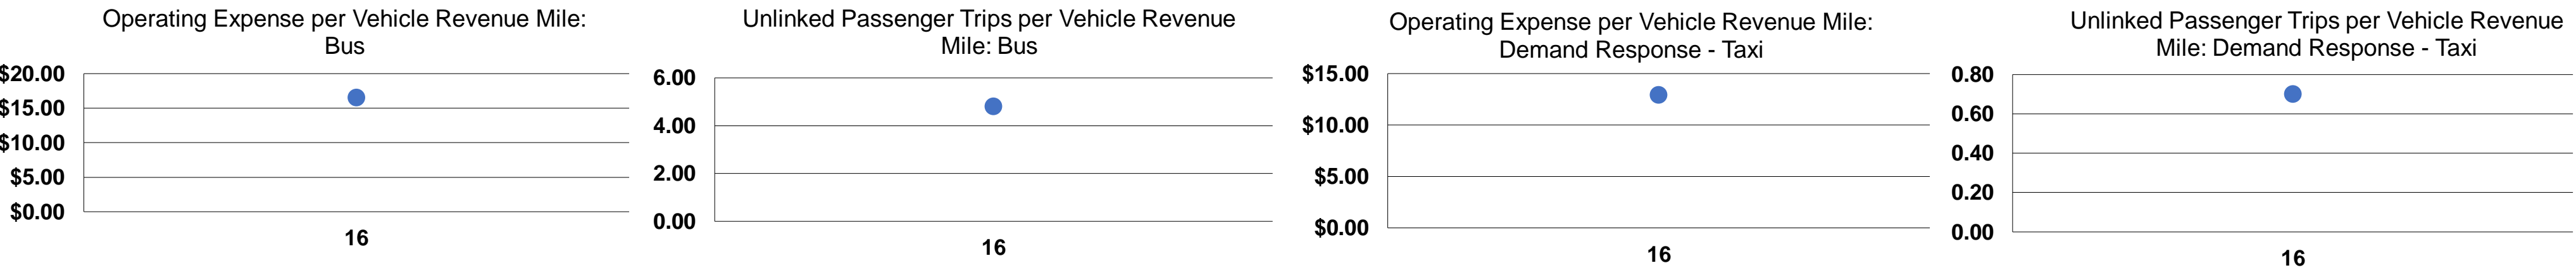 Operating Expense per Vehicle Revenue Mile:
Bus
$20.00
$15.00
$10.00
$5.00
$0.00
16
Unlinked Passenger Trips per Vehicle Revenue
Mile: Bus
6.00
4.00
2.00
0.00
16
Operating Expense per Vehicle Revenue Mile:
Demand Response - Taxi
$15.00
$10.00
$5.00
$0.00
16
Unlinked Passenger Trips per Vehicle Revenue
Mile: Demand Response - Taxi
0.80
0.60
0.40
0.20
0.00
16